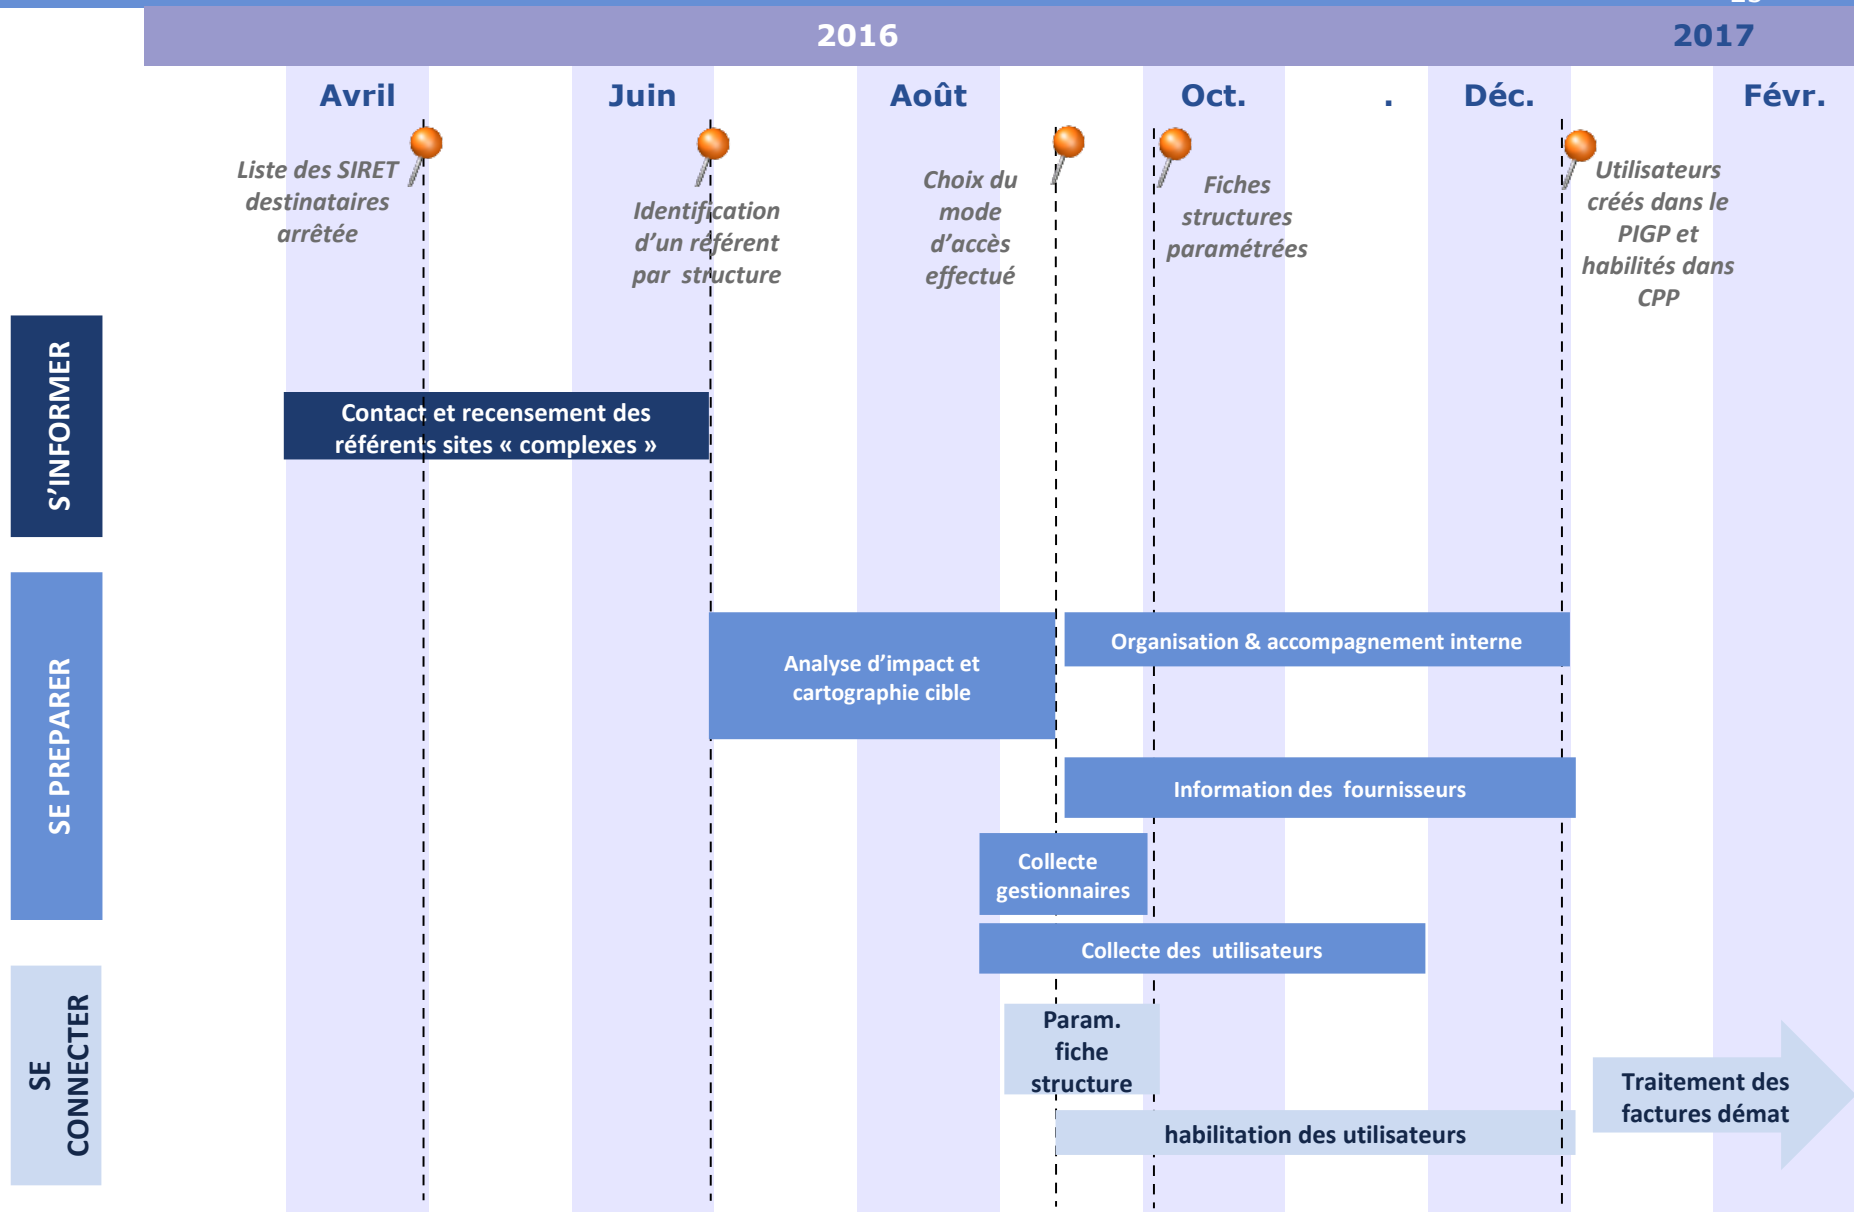 2016
2017
Avril
Juin
Août
Oct.
.
Déc.
Févr.
Liste des SIRET
destinataires
arrêtée
Identification
d’un référent
par structure
Choix du
mode
d’accès
effectué
Fiches
structures
paramétrées
Utilisateurs
créés dans le
PIGP et
habilités dans
CPP
S’INFORMER
Contact et recensement des
référents sites « complexes »
SE PREPARER
Analyse d’impact et
cartographie cible
Organisation & accompagnement interne
Information des fournisseurs
Collecte
gestionnaires
Collecte des utilisateurs
SE
CONNECTER
Param.
fiche
structure
habilitation des utilisateurs
Traitement des
factures démat